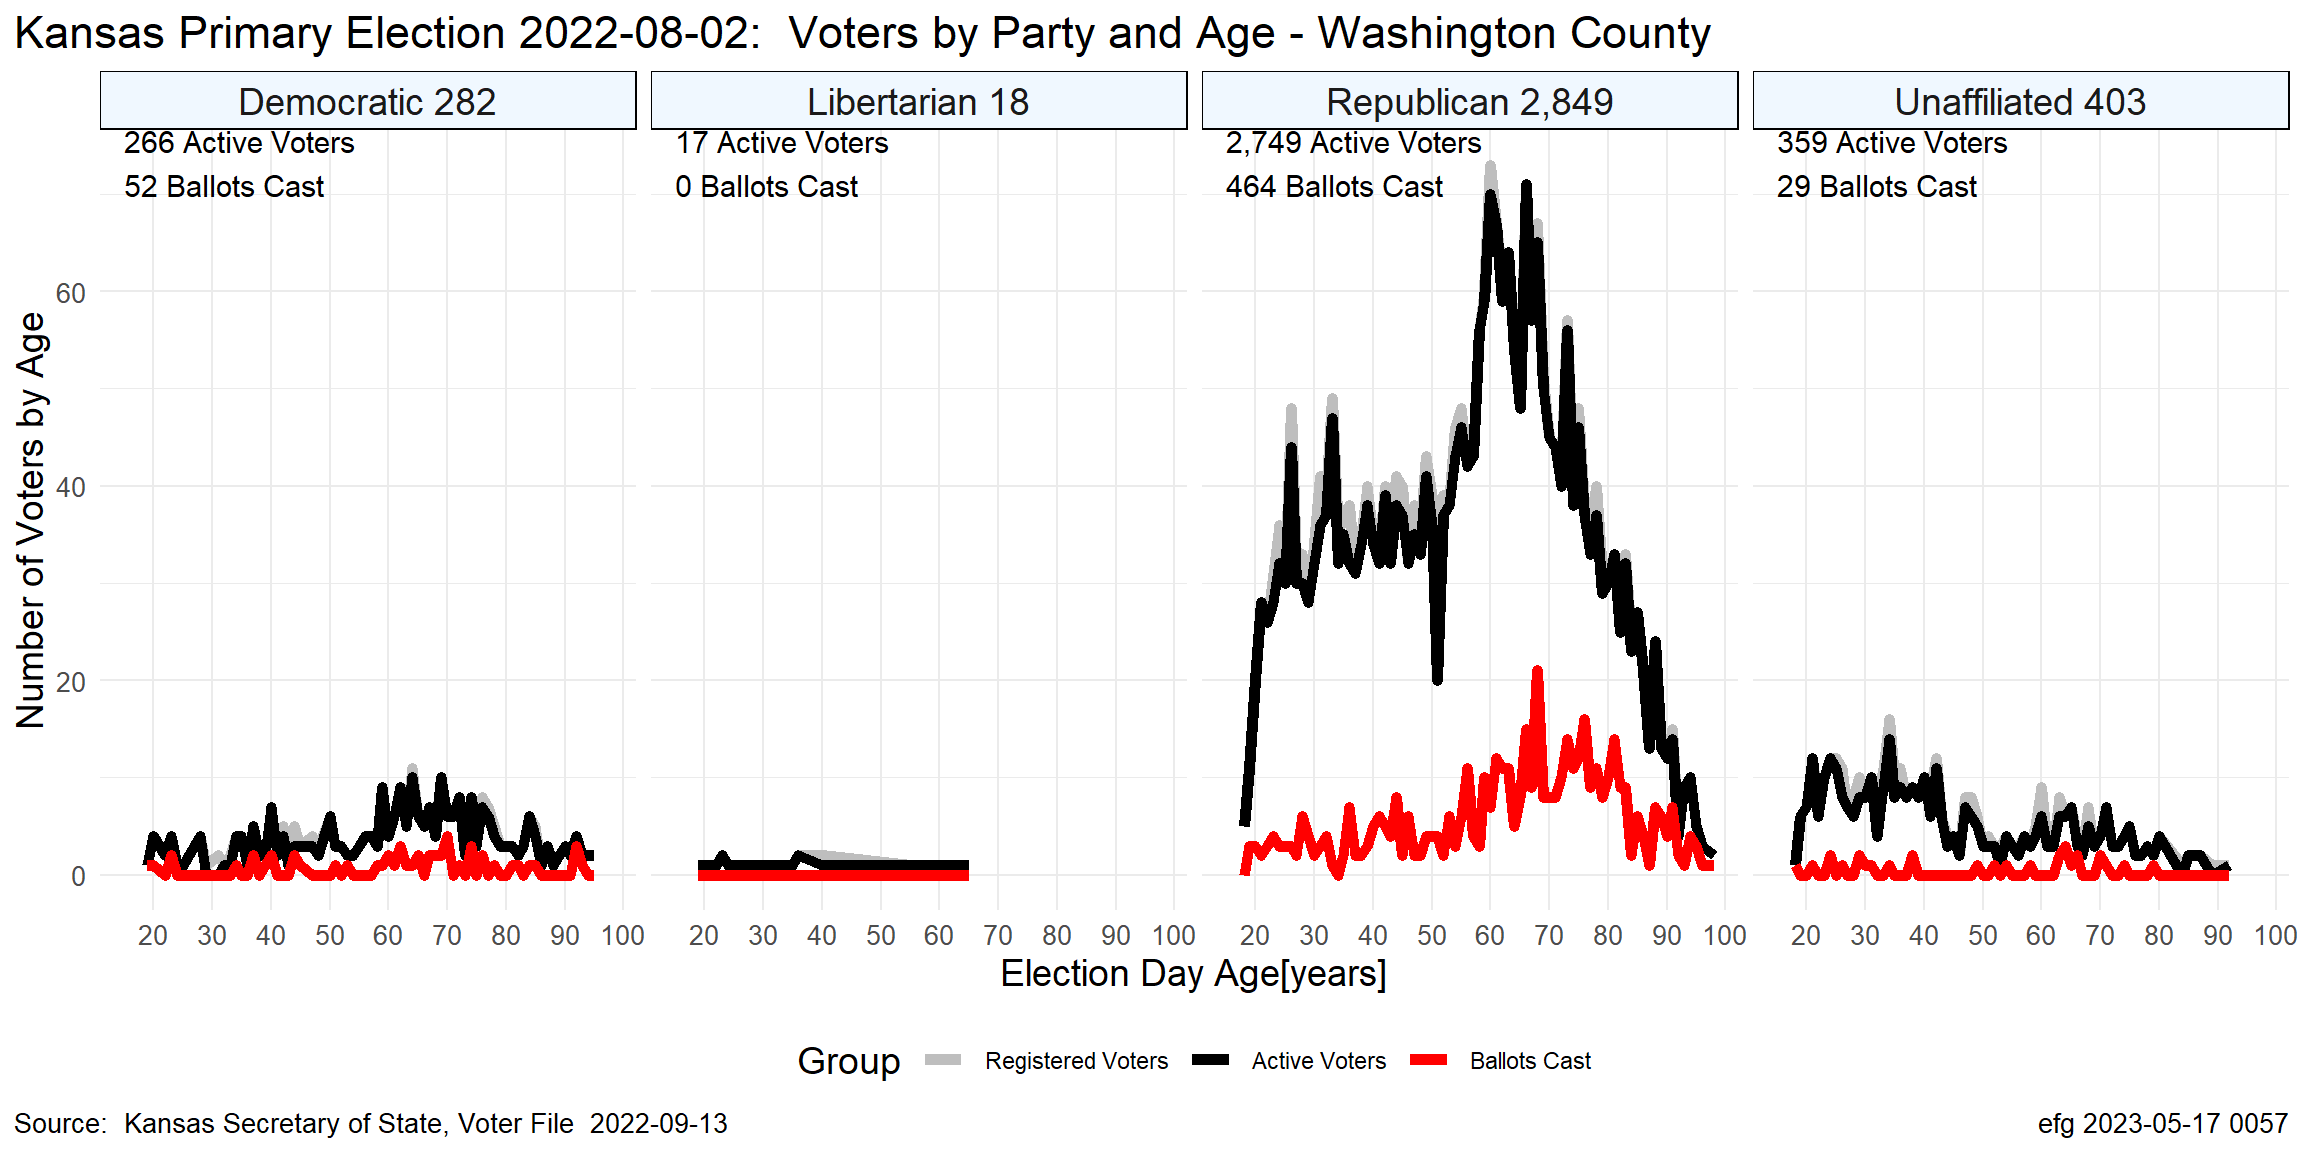 Kansas Primary Election 2022-08-02:  Voters by Party and Age - Washington County
Democratic 282
Libertarian 18
Republican 2,849
Unaffiliated 403
266 Active Voters
52 Ballots Cast
17 Active Voters
0 Ballots Cast
2,749 Active Voters
464 Ballots Cast
359 Active Voters
29 Ballots Cast
Number of Voters by Age
60
40
20
0
20 30 40 50 60 70 80 90 100
20 30 40 50 60 70 80 90 100
20 30 40 50 60 70 80 90 100
20 30 40 50 60 70 80 90 100
Election Day Age[years]
Group Registered Voters Active Voters Ballots Cast
Source:  Kansas Secretary of State, Voter File  2022-09-13
efg 2023-05-17 0057